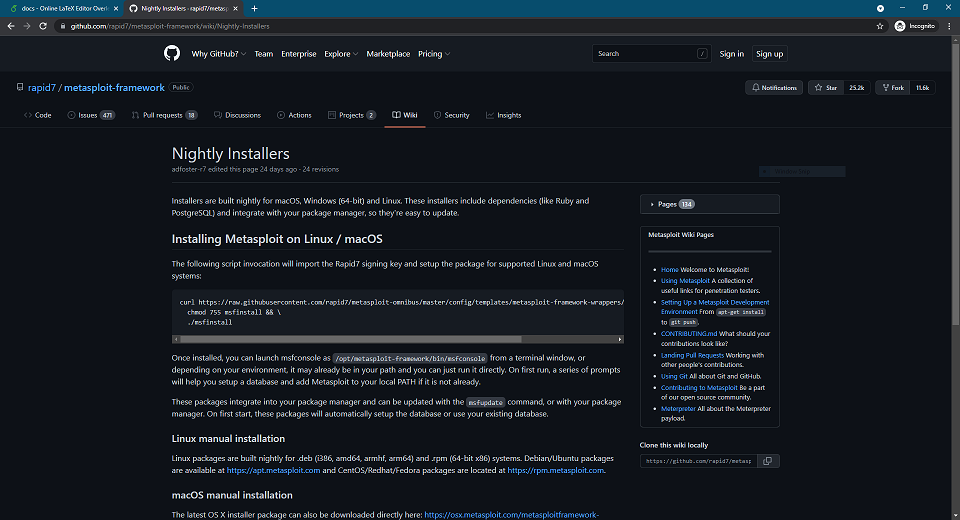 docs - Online LaTeX Editor Overl
Nightly Installers · rapid7/metasp
github.com/rapid7/metasploit-framework/wiki/Nightly-Installers
Incognito
Why GitHub? Team Enterprise Explore Marketplace Pricing
Search /
Sign in Sign up
rapid7 / metasploit-framework Public
Notifications Star 25.2k Fork 11.6k
Code Issues 471 Pull requests 18 Discussions Actions Projects 2 Wiki Security Insights
Nightly Installers
adfoster-r7 edited this page 24 days ago · 24 revisions
Installers are built nightly for macOS, Windows (64-bit) and Linux. These installers include dependencies (like Ruby and
PostgreSQL) and integrate with your package manager, so they're easy to update.
Installing Metasploit on Linux / macOS
The following script invocation will import the Rapid7 signing key and setup the package for supported Linux and macOS
systems:
curl https://raw.githubusercontent.com/rapid7/metasploit-omnibus/master/config/templates/metasploit-framework-wrappers/
chmod 755 msfinstall && \
./msfinstall
Once installed, you can launch msfconsole as /opt/metasploit-framework/bin/msfconsole from a terminal window, or
depending on your environment, it may already be in your path and you can just run it directly. On first run, a series of prompts
will help you setup a database and add Metasploit to your local PATH if it is not already.
These packages integrate into your package manager and can be updated with the msfupdate command, or with your package
manager. On first start, these packages will automatically setup the database or use your existing database.
Linux manual installation
Linux packages are built nightly for .deb (i386, amd64, armhf, arm64) and .rpm (64-bit x86) systems. Debian/Ubuntu packages
are available at https://apt.metasploit.com and CentOS/Redhat/Fedora packages are located at https://rpm.metasploit.com.
macOS manual installation
The latest OS X installer package can also be downloaded directly here: https://osx.metasploit.com/metasploitframework-
Pages 134
Metasploit Wiki Pages
Home Welcome to Metasploit!
Using Metasploit A collection of
useful links for penetration testers.
Setting Up a Metasploit Development
Environment From apt-get install
to git push.
CONTRIBUTING.md What should your
contributions look like?
Landing Pull Requests Working with
other people's contributions.
Using Git All about Git and GitHub.
Contributing to Metasploit Be a part
of our open source community.
Meterpreter All about the Meterpreter
payload.
Clone this wiki locally
https://github.com/rapid7/metasp